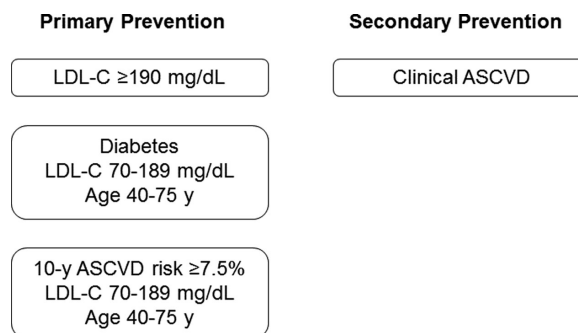 Primary Prevention
LDL-C ≥190 mg/dL
Diabetes
LDL-C 70-189 mg/dL
Age 40-75 y
10-y ASCVD risk ≥7.5%
LDL-C 70-189 mg/dL
Age 40-75 y
Secondary Prevention
Clinical ASCVD